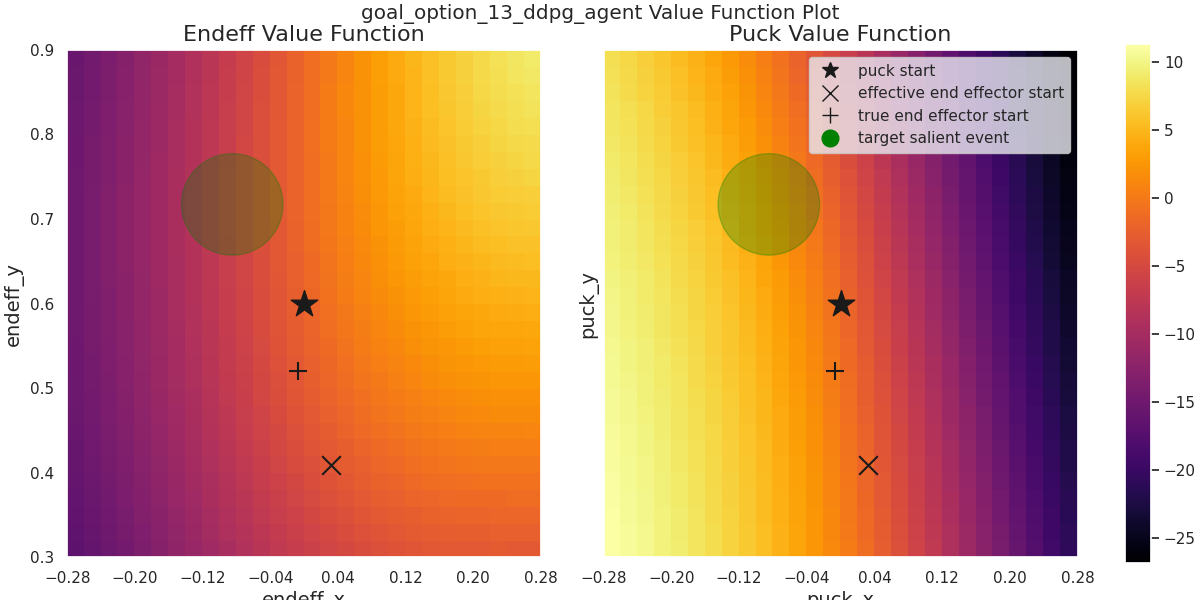 goal_option_13_ddpg_agent Value Function Plot
Endeff Value Function
Puck Value Function
endeff_y
0.9
0.8
0.7
0.6
0.5
0.4
0.3
−0.28 −0.20 −0.12 −0.04 0.04 0.12 0.20 0.28
endeff_x
puck_y
puck start
effective end effector start
true end effector start
target salient event
−0.28 −0.20 −0.12 −0.04 0.04 0.12 0.20 0.28
puck_x
10
5
0
−5
−10
−15
−20
−25